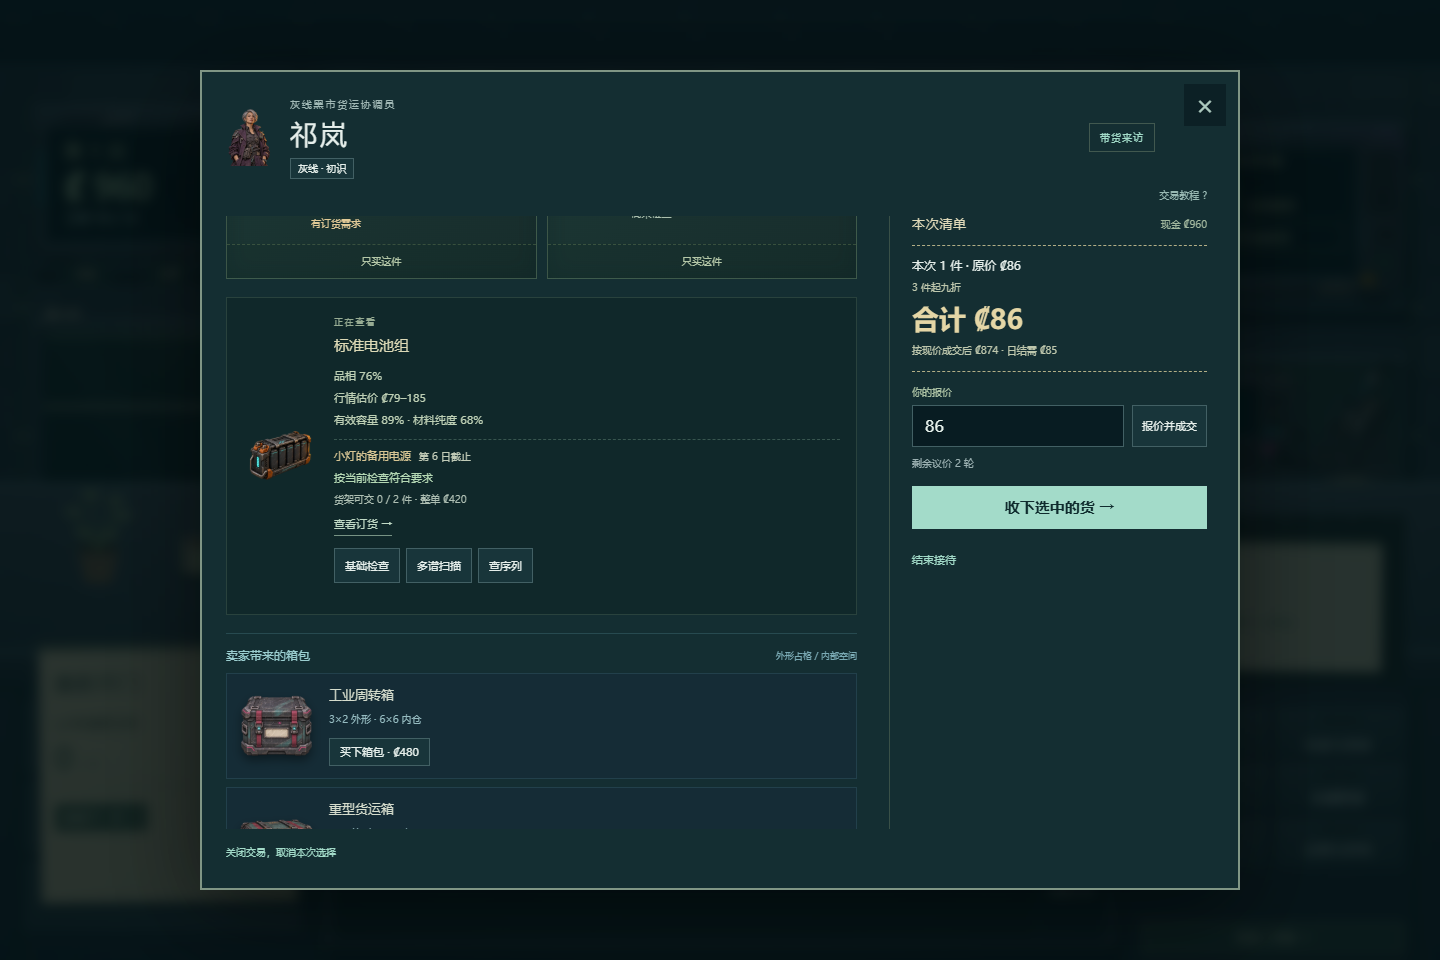 灰线黑市货运协调员
祁岚
灰线 · 初识
带货来访
×
交易教程 ?
有订货需求
只买这件
只买这件
正在查看
标准电池组
品相 76%
行情估价 ₡79–185
有效容量 89% · 材料纯度 68%
小灯的备用电源 第 6 日截止
按当前检查符合要求
货架可交 0 / 2 件 · 整单 ₡420
查看订货 →
基础检查
多谱扫描
查序列
卖家带来的箱包
外形占格 / 内部空间
工业周转箱
3×2 外形 · 6×6 内仓
买下箱包 · ₡480
重型货运箱
本次清单
现金 ₡960
本次 1 件 · 原价 ₡86
3 件起九折
合计 ₡86
按现价成交后 ₡874 · 日结需 ₡85
你的报价
86
报价并成交
剩余议价 2 轮
收下选中的货 →
结束接待
关闭交易，取消本次选择